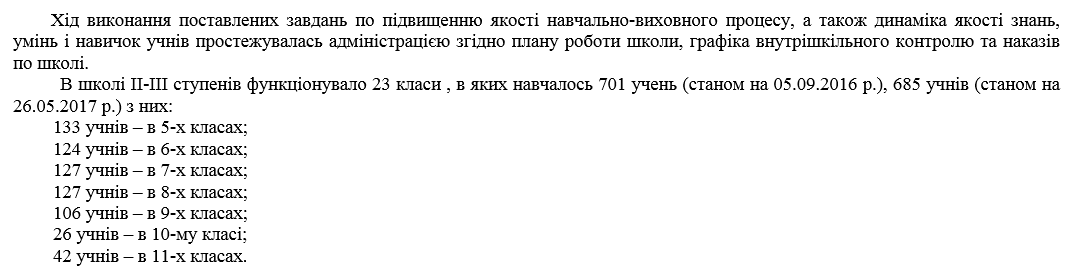 Хід виконання поставлених завдань по підвищенню якості навчально-виховного процесу, а також динаміка якості знань,
умінь і навичок учнів простежувалась адміністрацією згідно плану роботи школи, графіка внутрішкільного контролю та наказів
по школі.
В школі ІІ-ІІІ ступенів функціонувало 23 класи , в яких навчалось 701 учень (станом на 05.09.2016 р.), 685 учнів (станом на
26.05.2017 р.) з них:
133 учнів – в 5-х класах;
124 учнів – в 6-х класах;
127 учнів – в 7-х класах;
127 учнів – в 8-х класах;
106 учнів – в 9-х класах;
26 учнів – в 10-му класі;
42 учнів – в 11-х класах.